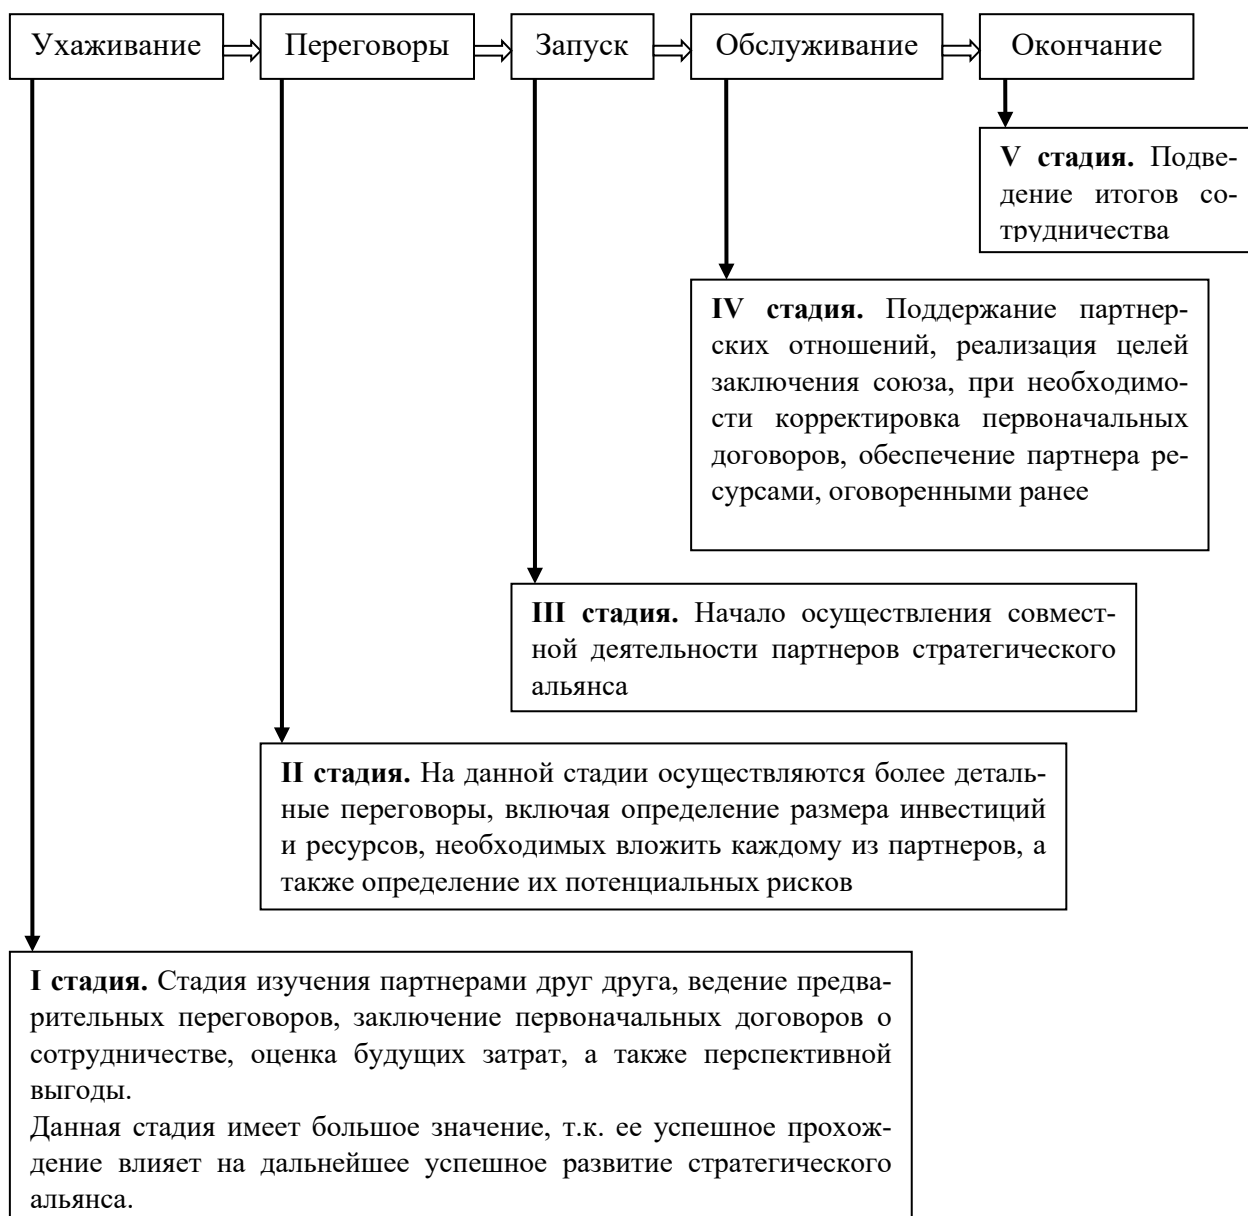 Ухаживание
Переговоры
Запуск
Обслуживание
Окончание
V стадия. Подве-
дение итогов со-
трудничества
IV стадия. Поддержание партнер-
ских отношений, реализация целей
заключения союза, при необходимо-
сти корректировка первоначальных
договоров, обеспечение партнера ре-
сурсами, оговоренными ранее
III стадия. Начало осуществления совмест-
ной деятельности партнеров стратегического
альянса
II стадия. На данной стадии осуществляются более деталь-
ные переговоры, включая определение размера инвестиций
и ресурсов, необходимых вложить каждому из партнеров, а
также определение их потенциальных рисков
I стадия. Стадия изучения партнерами друг друга, ведение предва-
рительных переговоров, заключение первоначальных договоров о
сотрудничестве, оценка будущих затрат, а также перспективной
выгоды.
Данная стадия имеет большое значение, т.к. ее успешное прохож-
дение влияет на дальнейшее успешное развитие стратегического
альянса.